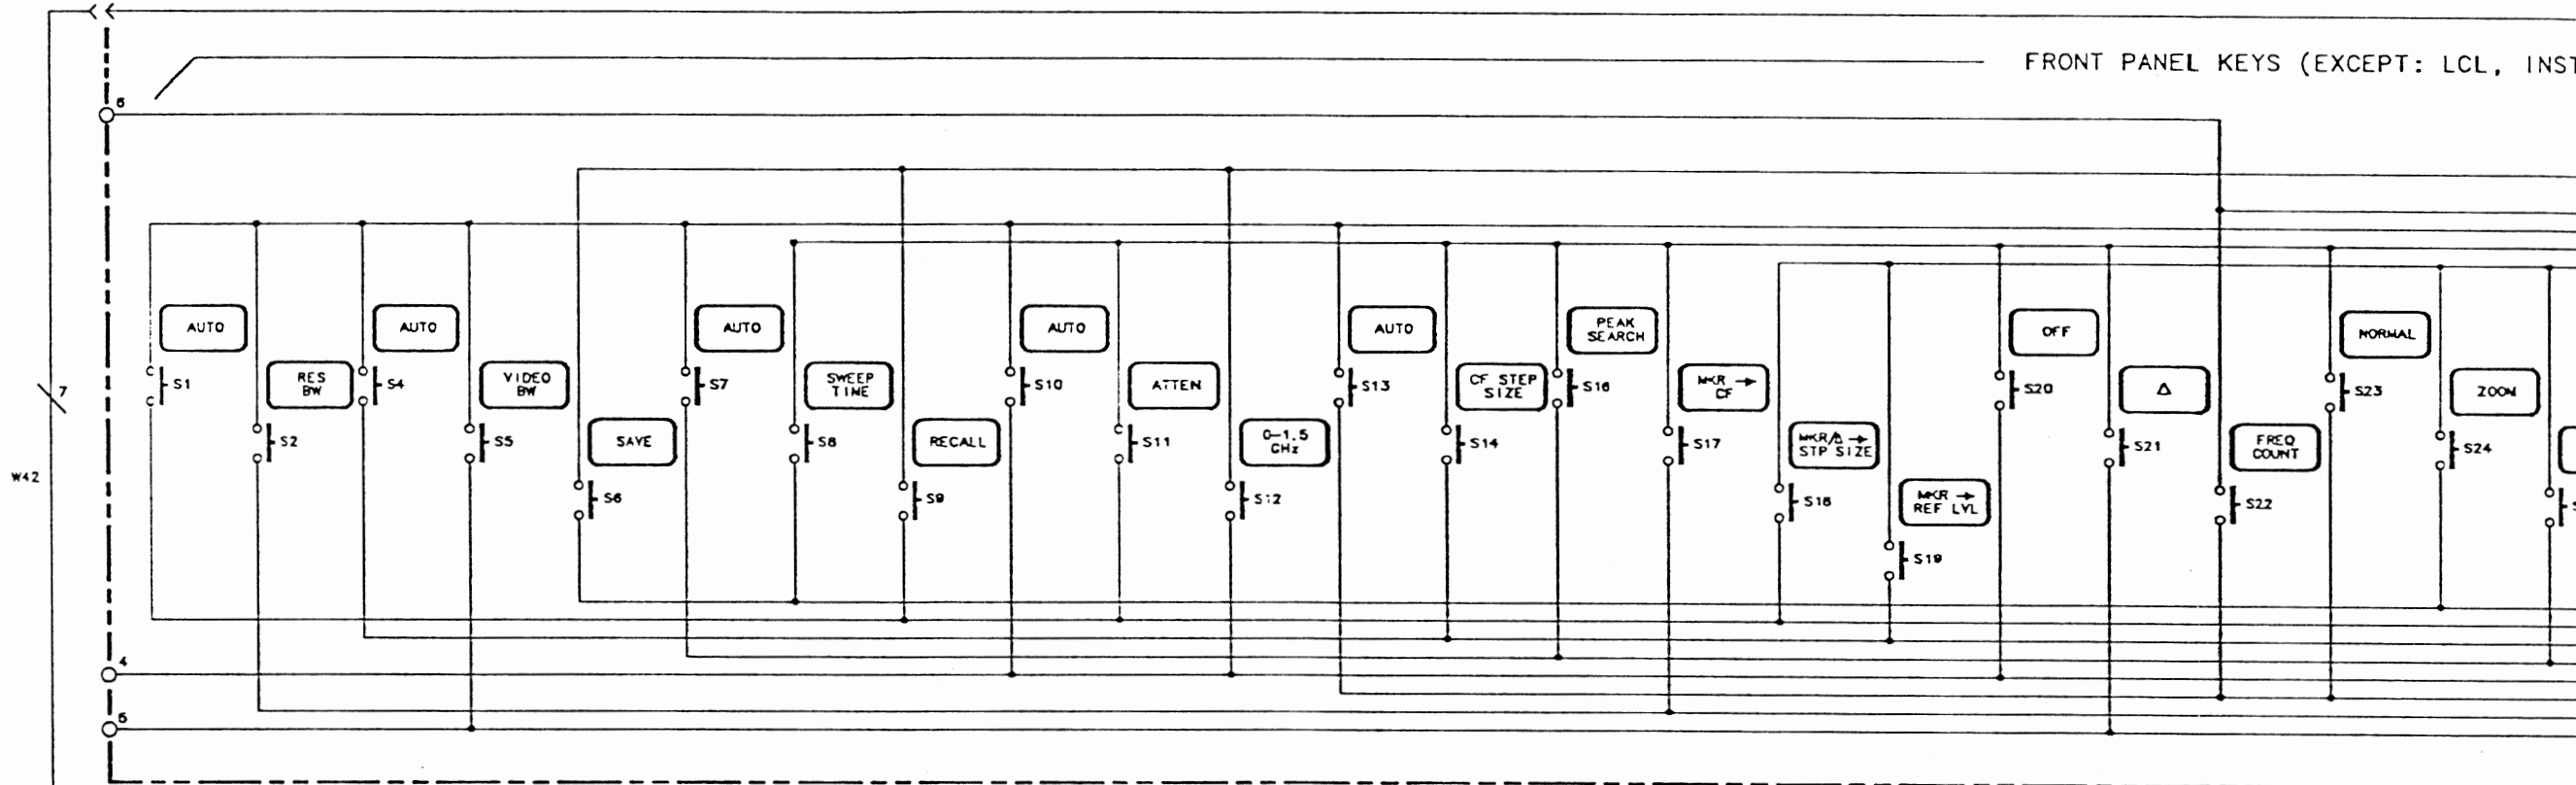 FRONT PANEL KEYS (EXCEPT: LCL, INST
6
AUTO
S1
RES
BW
S2
AUTO
S4
VIDEO
BW
S5
SAVE
S6
AUTO
S7
SWEEP
TIME
S8
RECALL
S9
AUTO
S10
ATTEN
S11
0-1.5
GHz
S12
AUTO
S13
CF STEP
SIZE
S14
PEAK
SEARCH
S16
MKR →
CF
S17
MKR/Δ →
STP SIZE
S18
MKR →
REF LVL
S19
OFF
S20
Δ
S21
FREQ
COUNT
S22
NORMAL
S23
ZOOM
S24
7
W42
4
5